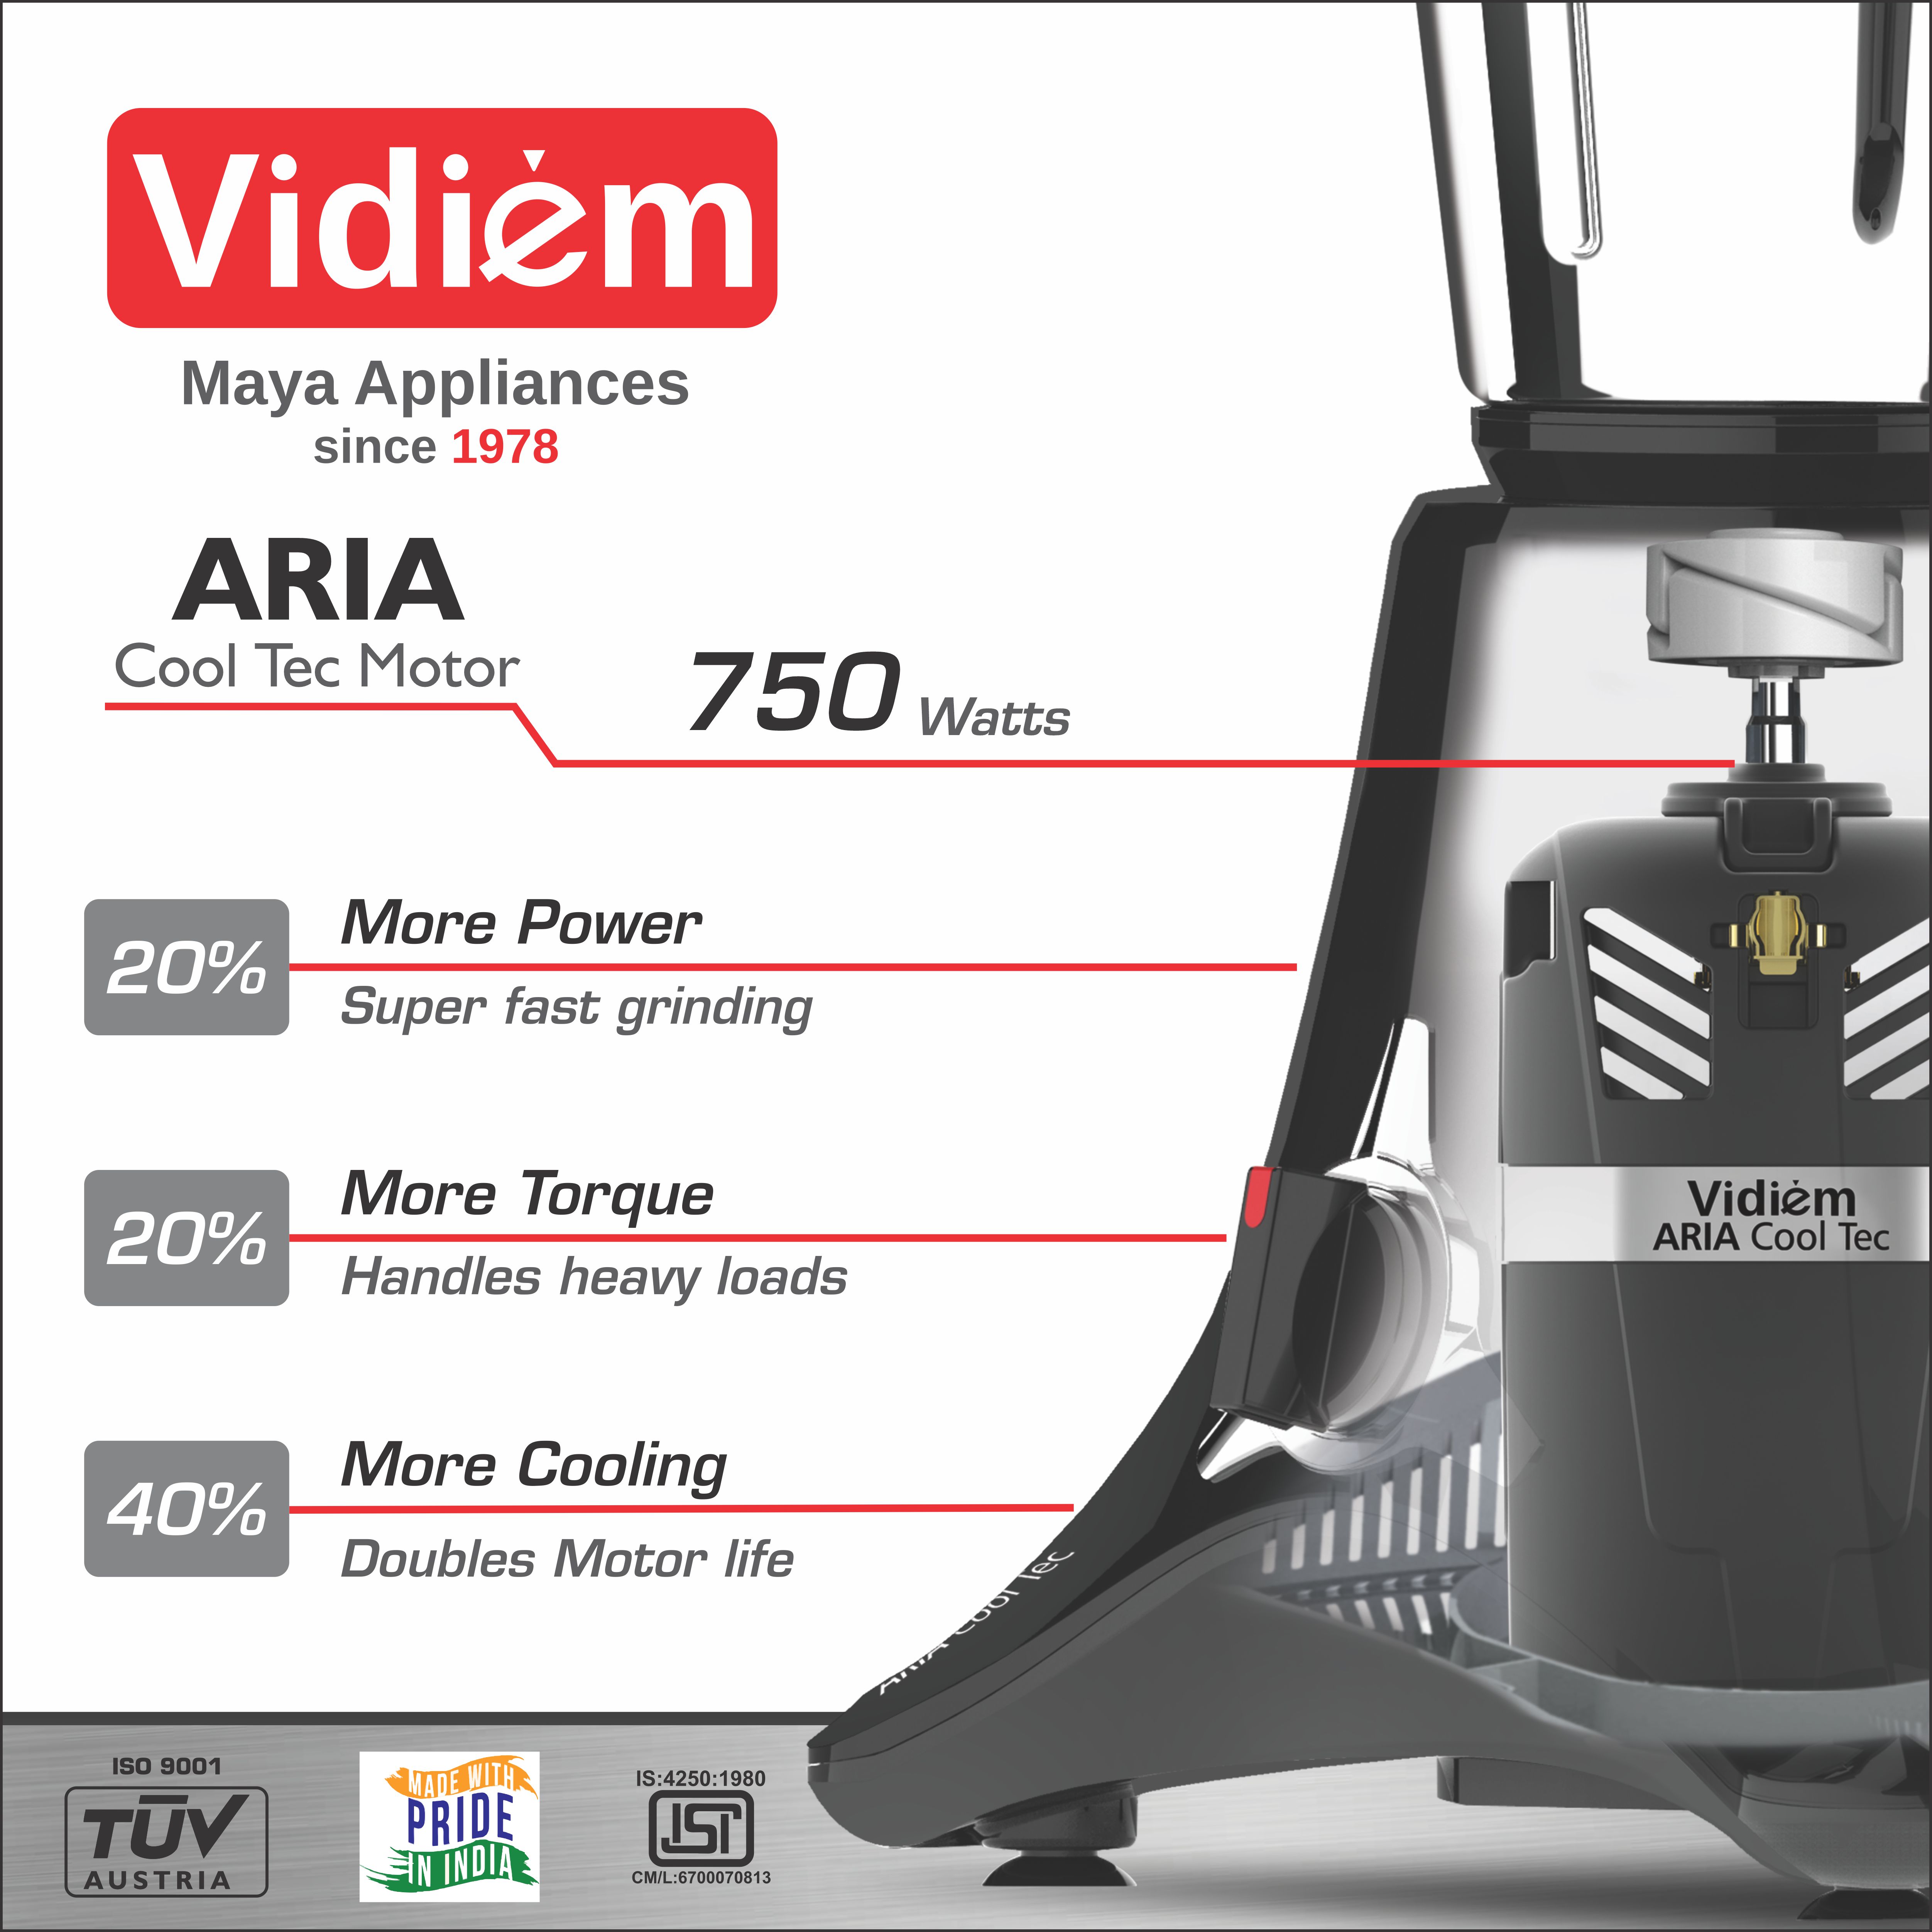 Vidiem
Maya Appliances
since 1978
ARIA
Cool Tec Motor
750 Watts
20%
More Power
Super fast grinding
20%
More Torque
Handles heavy loads
40%
More Cooling
Doubles Motor life
Vidiem
ARIA Cool Tec
ARIA Cool Tec
ISO 9001
TÜV
AUSTRIA
MADE WITH
PRIDE
IN INDIA
IS:4250:1980
ISI
CM/L:6700070813